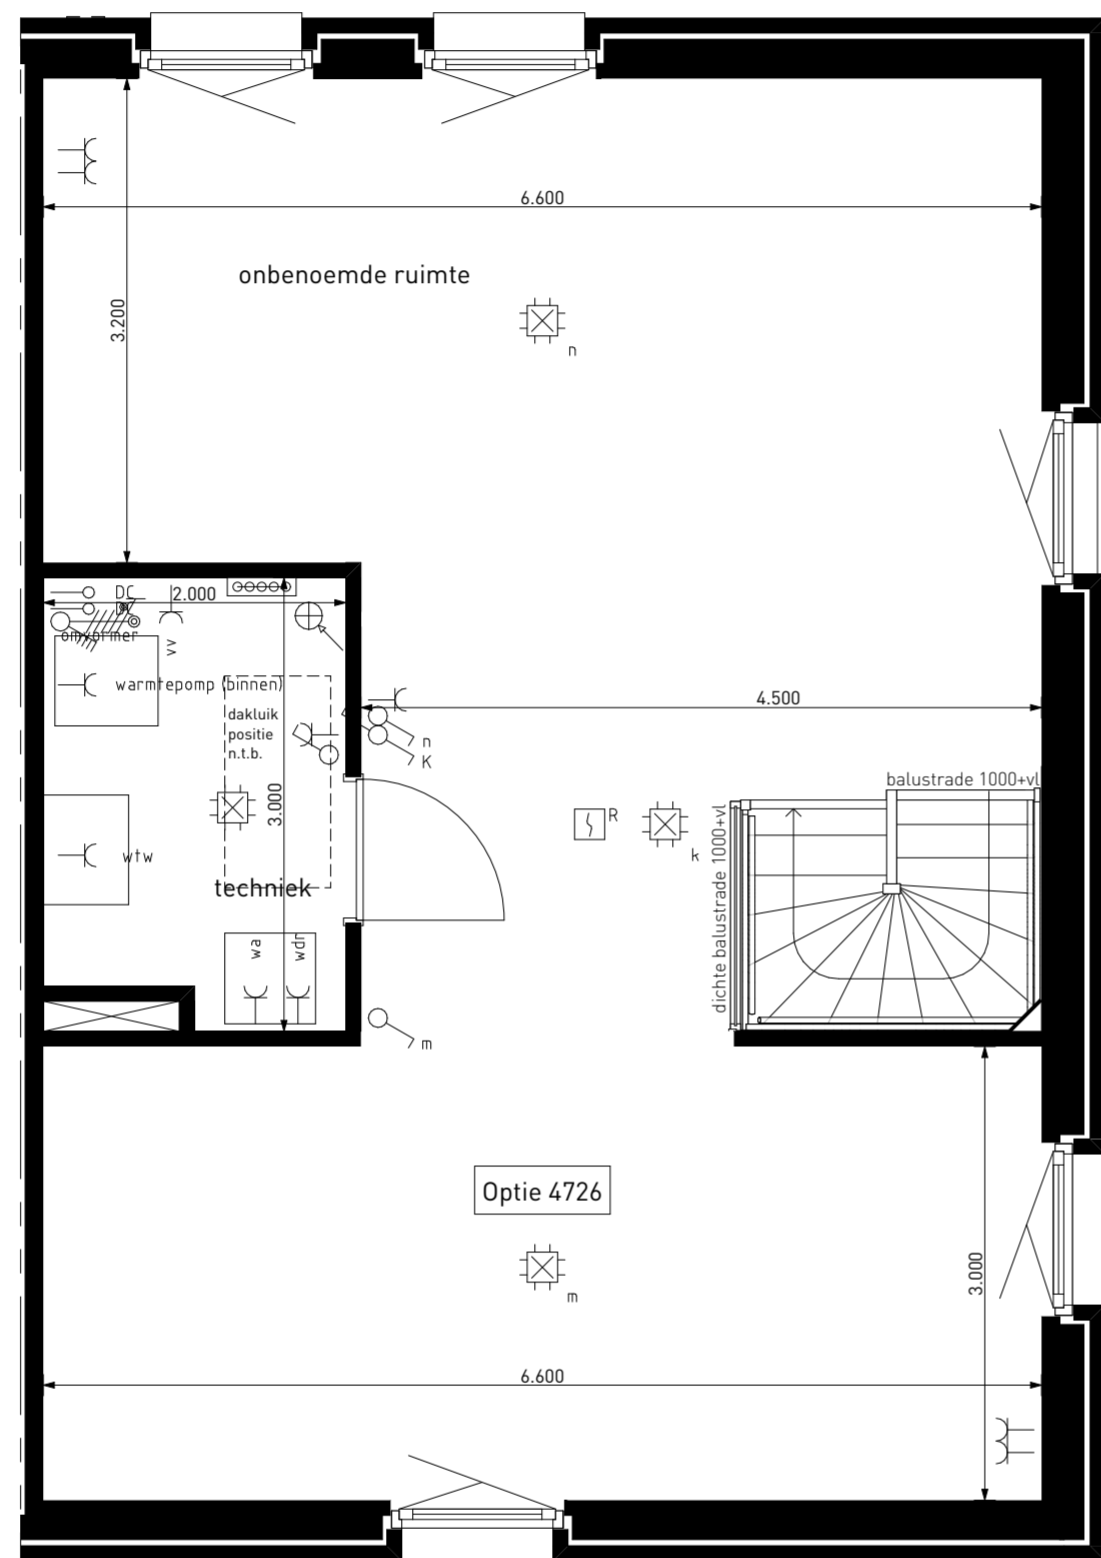 6.600
onbenoemde ruimte
3.200
n
DC
2.000
omvormer
vv
warmtepomp (binnen)
dakluik
positie
n.t.b.
4.500
n
K
balustrade 1000+vl
3.000
R
k
dichte balustrade 1000+vl
wtw
techniek
wa
wdr
m
Optie 4726
3.000
m
6.600